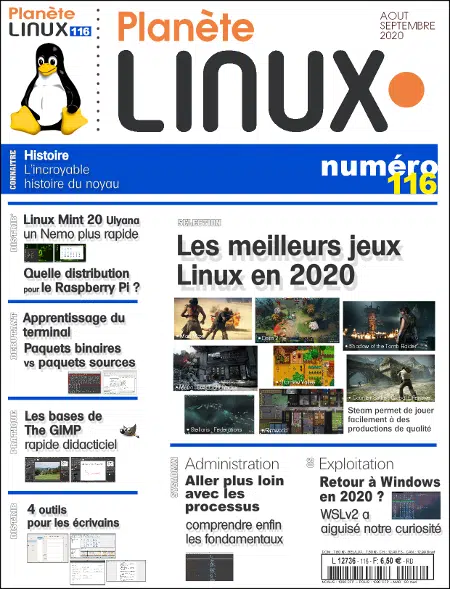 Planète
LINUX 116
Planète
LINUX
AOUT
SEPTEMBRE
2020
CONNAITRE
Histoire
L'incroyable
histoire du noyau
numéro
116
Linux Mint 20 Ulyana
un Nemo plus rapide
Quelle distribution
pour le Raspberry Pi ?
SELECTION
Les meilleurs jeux
Linux en 2020
Dota 2
Shadow of the Tomb Raider
Steam permet de jouer
facilement à des
productions de qualité
DEBUTANT
Apprentissage du
terminal
Paquets binaires
vs paquets sources
Les bases de
The GIMP
rapide didacticiel
4 outils
pour les écrivains
SYSADMIN
Administration
Aller plus loin
avec les
processus
comprendre enfin
les fondamentaux
OS
Exploitation
Retour à Windows
en 2020 ?
WSLv2 a
aiguisé notre curiosité
L 12736 - 116 - F: 6,50 € - RD